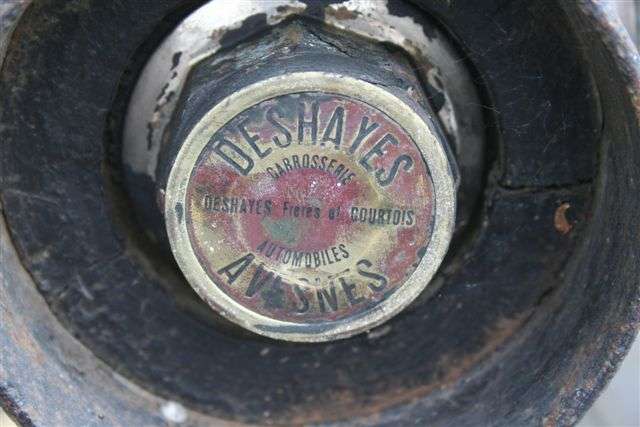 DESHAYES
CARROSSERIE
DESHAYES Frères et COURTOIS
AUTOMOBILES
AVESNES